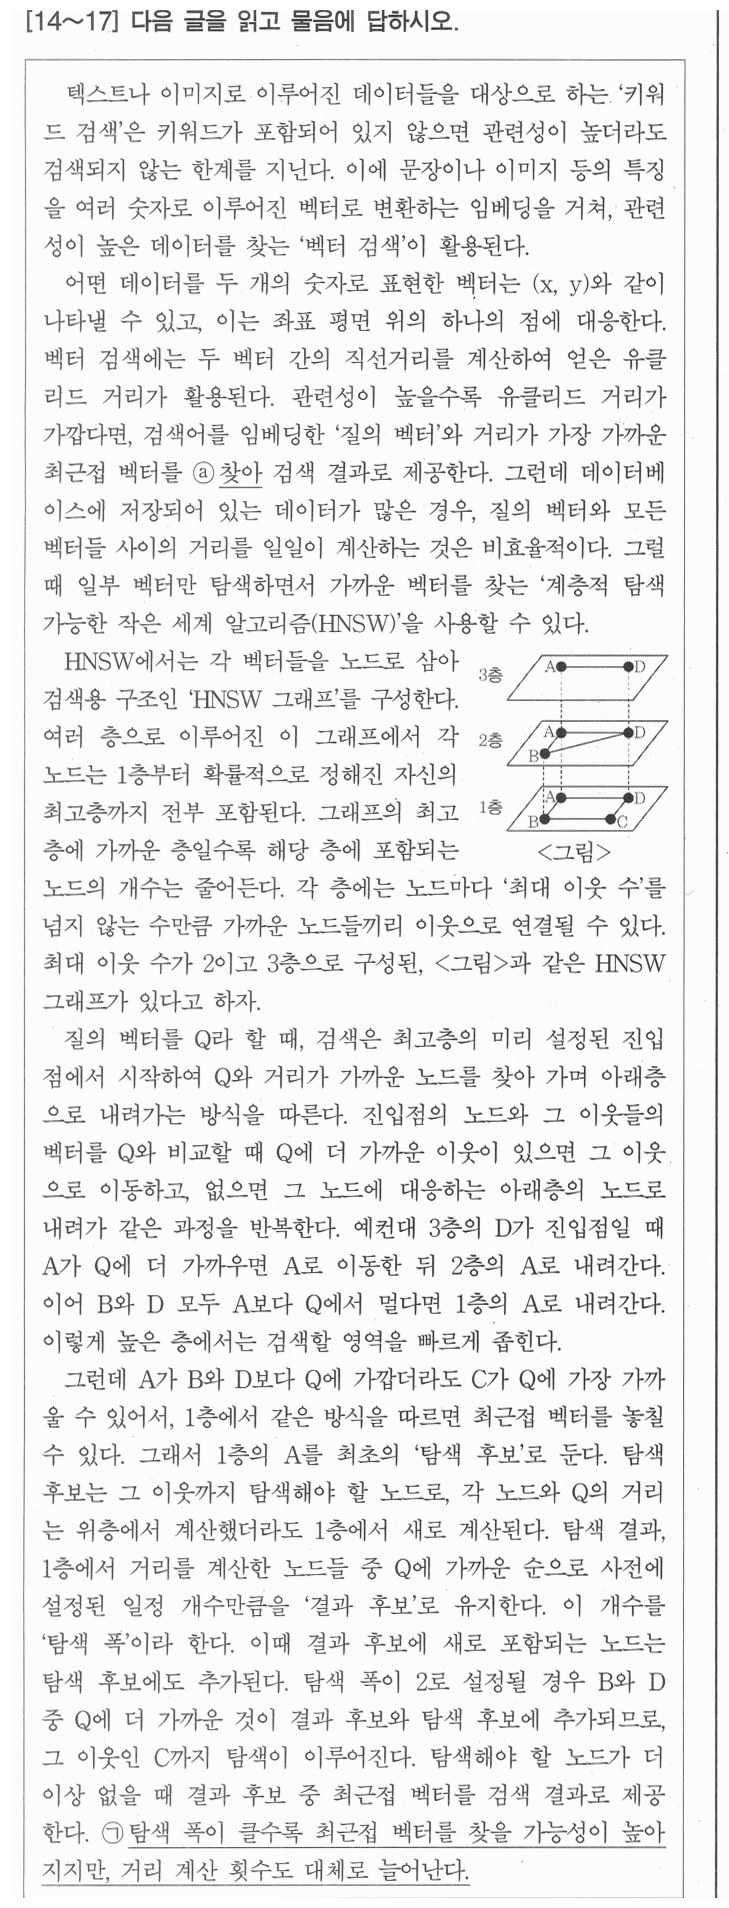 [14～17] 다음 글을 읽고 물음에 답하시오.
텍스트나 이미지로 이루어진 데이터들을 대상으로 하는 ‘키워
드 검색’은 키워드가 포함되어 있지 않으면 관련성이 높더라도
검색되지 않는 한계를 지닌다. 이에 문장이나 이미지 등의 특징
을 여러 숫자로 이루어진 벡터로 변환하는 임베딩을 거쳐, 관련
성이 높은 데이터를 찾는 ‘벡터 검색’이 활용된다.
어떤 데이터를 두 개의 숫자로 표현한 벡터는 (x, y)와 같이
나타낼 수 있고, 이는 좌표 평면 위의 하나의 점에 대응한다.
벡터 검색에는 두 벡터 간의 직선거리를 계산하여 얻은 유클
리드 거리가 활용된다. 관련성이 높을수록 유클리드 거리가
가깝다면, 검색어를 임베딩한 ‘질의 벡터’와 거리가 가장 가까운
최근접 벡터를 ⓐ찾아 검색 결과로 제공한다. 그런데 데이터베
이스에 저장되어 있는 데이터가 많은 경우, 질의 벡터와 모든
벡터들 사이의 거리를 일일이 계산하는 것은 비효율적이다. 그럴
때 일부 벡터만 탐색하면서 가까운 벡터를 찾는 ‘계층적 탐색
가능한 작은 세계 알고리즘(HNSW)’을 사용할 수 있다.
HNSW에서는 각 벡터들을 노드로 삼아
검색용 구조인 ‘HNSW 그래프’를 구성한다.
여러 층으로 이루어진 이 그래프에서 각
노드는 1층부터 확률적으로 정해진 자신의
최고층까지 전부 포함된다. 그래프의 최고
층에 가까운 층일수록 해당 층에 포함되는
3층 A D
2층 A D B
1층 A D B C
<그림>
노드의 개수는 줄어든다. 각 층에는 노드마다 ‘최대 이웃 수’를
넘지 않는 수만큼 가까운 노드들끼리 이웃으로 연결될 수 있다.
최대 이웃 수가 2이고 3층으로 구성된, <그림>과 같은 HNSW
그래프가 있다고 하자.
질의 벡터를 Q라 할 때, 검색은 최고층의 미리 설정된 진입
점에서 시작하여 Q와 거리가 가까운 노드를 찾아 가며 아래층
으로 내려가는 방식을 따른다. 진입점의 노드와 그 이웃들의
벡터를 Q와 비교할 때 Q에 더 가까운 이웃이 있으면 그 이웃
으로 이동하고, 없으면 그 노드에 대응하는 아래층의 노드로
내려가 같은 과정을 반복한다. 예컨대 3층의 D가 진입점일 때
A가 Q에 더 가까우면 A로 이동한 뒤 2층의 A로 내려간다.
이어 B와 D 모두 A보다 Q에서 멀다면 1층의 A로 내려간다.
이렇게 높은 층에서는 검색할 영역을 빠르게 좁힌다.
그런데 A가 B와 D보다 Q에 가깝더라도 C가 Q에 가장 가까
울 수 있어서, 1층에서 같은 방식을 따르면 최근접 벡터를 놓칠
수 있다. 그래서 1층의 A를 최초의 ‘탐색 후보’로 둔다. 탐색
후보는 그 이웃까지 탐색해야 할 노드로, 각 노드와 Q의 거리
는 위층에서 계산했더라도 1층에서 새로 계산된다. 탐색 결과,
1층에서 거리를 계산한 노드들 중 Q에 가까운 순으로 사전에
설정된 일정 개수만큼을 ‘결과 후보’로 유지한다. 이 개수를
‘탐색 폭’이라 한다. 이때 결과 후보에 새로 포함되는 노드는
탐색 후보에도 추가된다. 탐색 폭이 2로 설정될 경우 B와 D
중 Q에 더 가까운 것이 결과 후보와 탐색 후보에 추가되므로,
그 이웃인 C까지 탐색이 이루어진다. 탐색해야 할 노드가 더
이상 없을 때 결과 후보 중 최근접 벡터를 검색 결과로 제공
한다. ㉠탐색 폭이 클수록 최근접 벡터를 찾을 가능성이 높아
지지만, 거리 계산 횟수도 대체로 늘어난다.